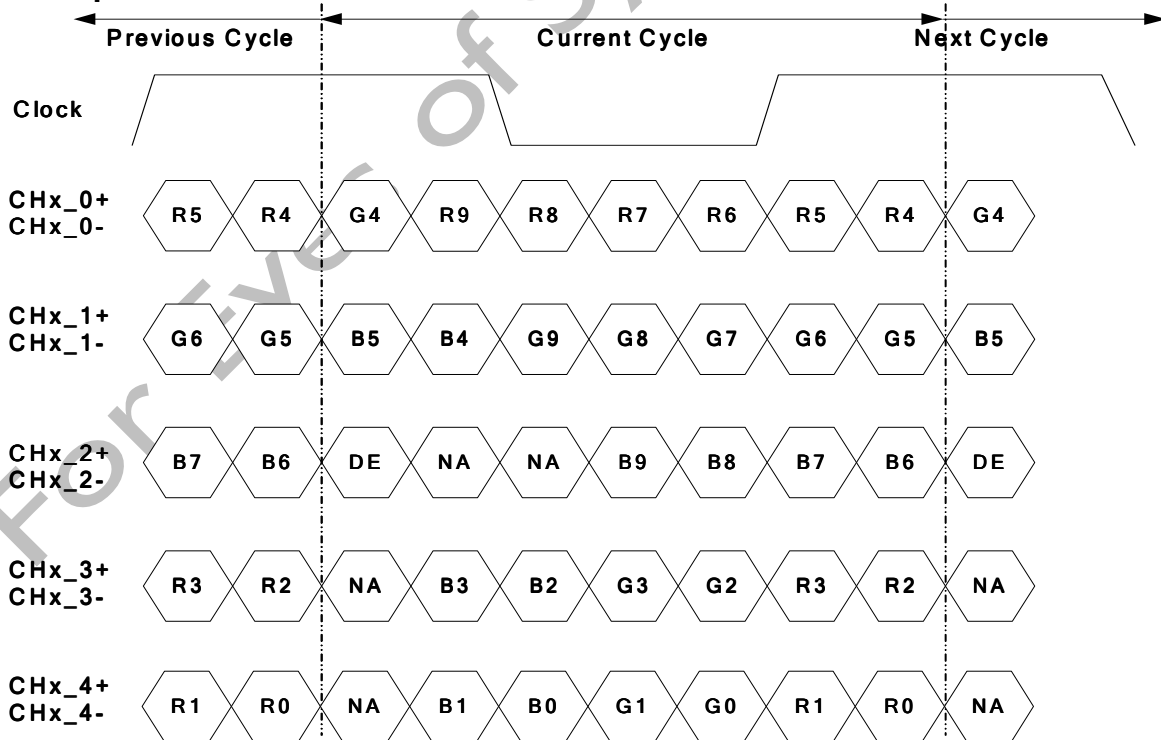 Previous Cycle Current Cycle Next Cycle
Clock
CHx_0+
CHx_0-
R5 R4 G4 R9 R8 R7 R6 R5 R4 G4
CHx_1+
CHx_1-
G6 G5 B5 B4 G9 G8 G7 G6 G5 B5
CHx_2+
CHx_2-
B7 B6 DE NA NA B9 B8 B7 B6 DE
CHx_3+
CHx_3-
R3 R2 NA B3 B2 G3 G2 R3 R2 NA
CHx_4+
CHx_4-
R1 R0 NA B1 B0 G1 G0 R1 R0 NA
For Ever of